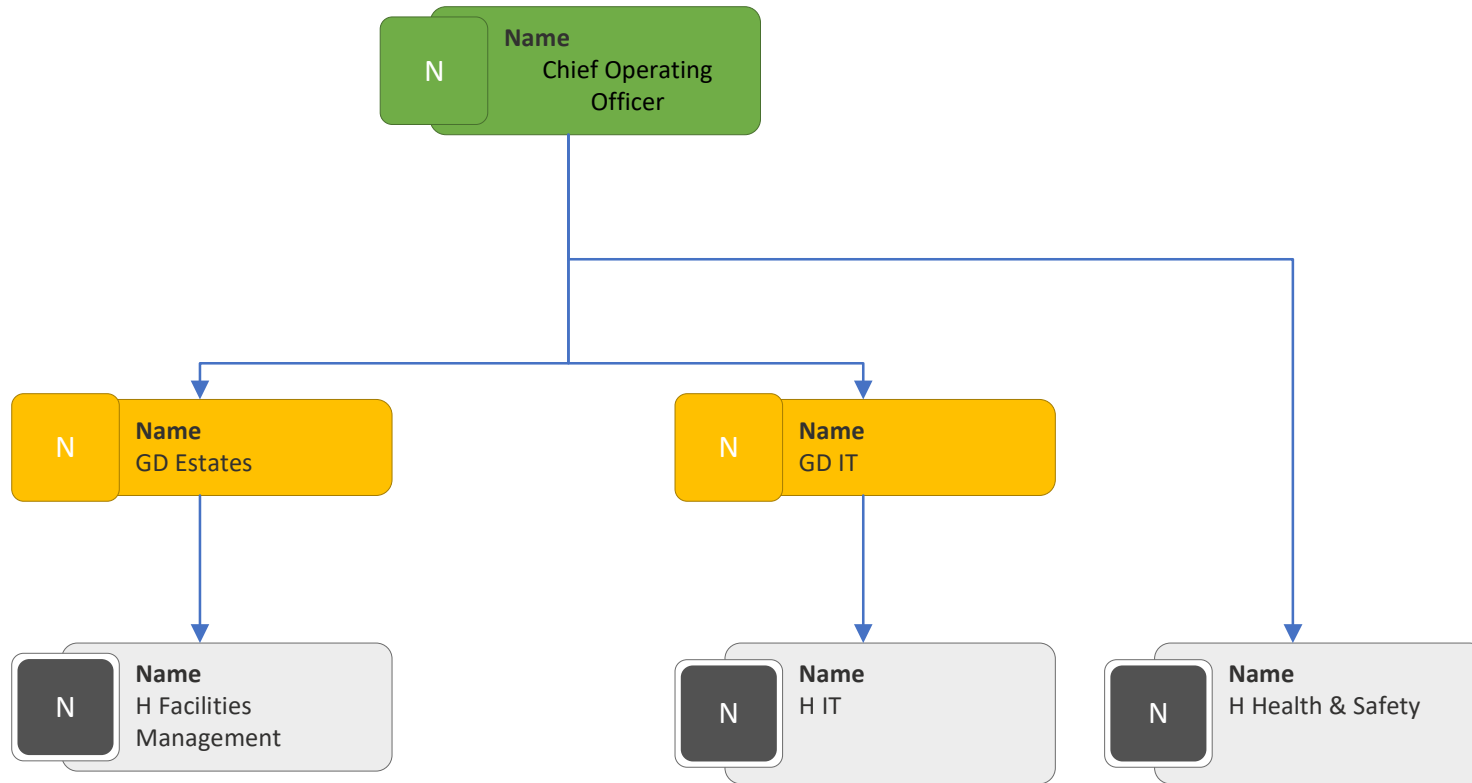 N
Name
Chief Operating
Officer
N
Name
GD Estates
N
Name
GD IT
N
Name
H Facilities
Management
N
Name
H IT
N
Name
H Health & Safety